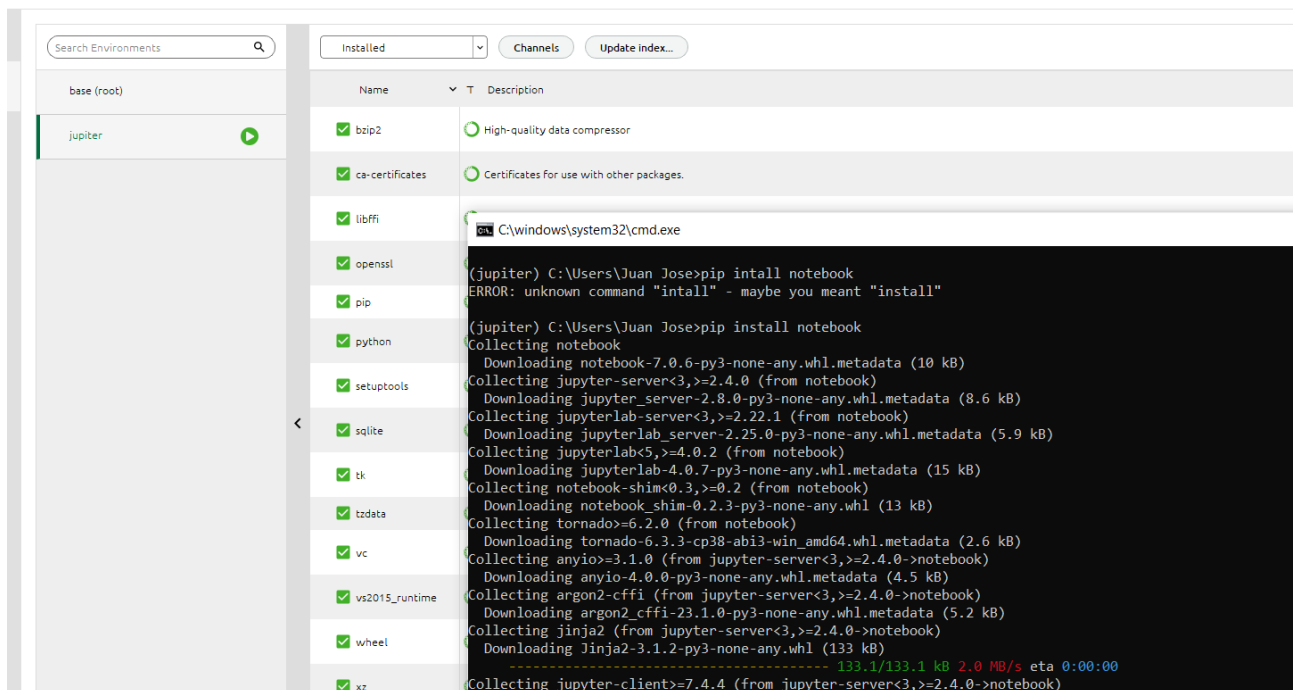 Search Environments
Installed
Channels
Update index...
base (root)
jupiter
Name T Description
bzip2 High-quality data compressor
ca-certificates Certificates for use with other packages.
libffi
openssl
pip
python
setuptools
sqlite
tk
tzdata
vc
vs2015_runtime
wheel
xz
C:\windows\system32\cmd.exe
(jupiter) C:\Users\Juan Jose>pip intall notebook
ERROR: unknown command "intall" - maybe you meant "install"
(jupiter) C:\Users\Juan Jose>pip install notebook
Collecting notebook
Downloading notebook-7.0.6-py3-none-any.whl.metadata (10 kB)
Collecting jupyter-server<3,>=2.4.0 (from notebook)
Downloading jupyter_server-2.8.0-py3-none-any.whl.metadata (8.6 kB)
Collecting jupyterlab-server<3,>=2.22.1 (from notebook)
Downloading jupyterlab_server-2.25.0-py3-none-any.whl.metadata (5.9 kB)
Collecting jupyterlab<5,>=4.0.2 (from notebook)
Downloading jupyterlab-4.0.7-py3-none-any.whl.metadata (15 kB)
Collecting notebook-shim<0.3,>=0.2 (from notebook)
Downloading notebook_shim-0.2.3-py3-none-any.whl (13 kB)
Collecting tornado>=6.2.0 (from notebook)
Downloading tornado-6.3.3-cp38-abi3-win_amd64.whl.metadata (2.6 kB)
Collecting anyio>=3.1.0 (from jupyter-server<3,>=2.4.0->notebook)
Downloading anyio-4.0.0-py3-none-any.whl.metadata (4.5 kB)
Collecting argon2-cffi (from jupyter-server<3,>=2.4.0->notebook)
Downloading argon2_cffi-23.1.0-py3-none-any.whl.metadata (5.2 kB)
Collecting jinja2 (from jupyter-server<3,>=2.4.0->notebook)
Downloading Jinja2-3.1.2-py3-none-any.whl (133 kB)
---------------------------------------- 133.1/133.1 kB 2.0 MB/s eta 0:00:00
Collecting jupyter-client>=7.4.4 (from jupyter-server<3,>=2.4.0->notebook)